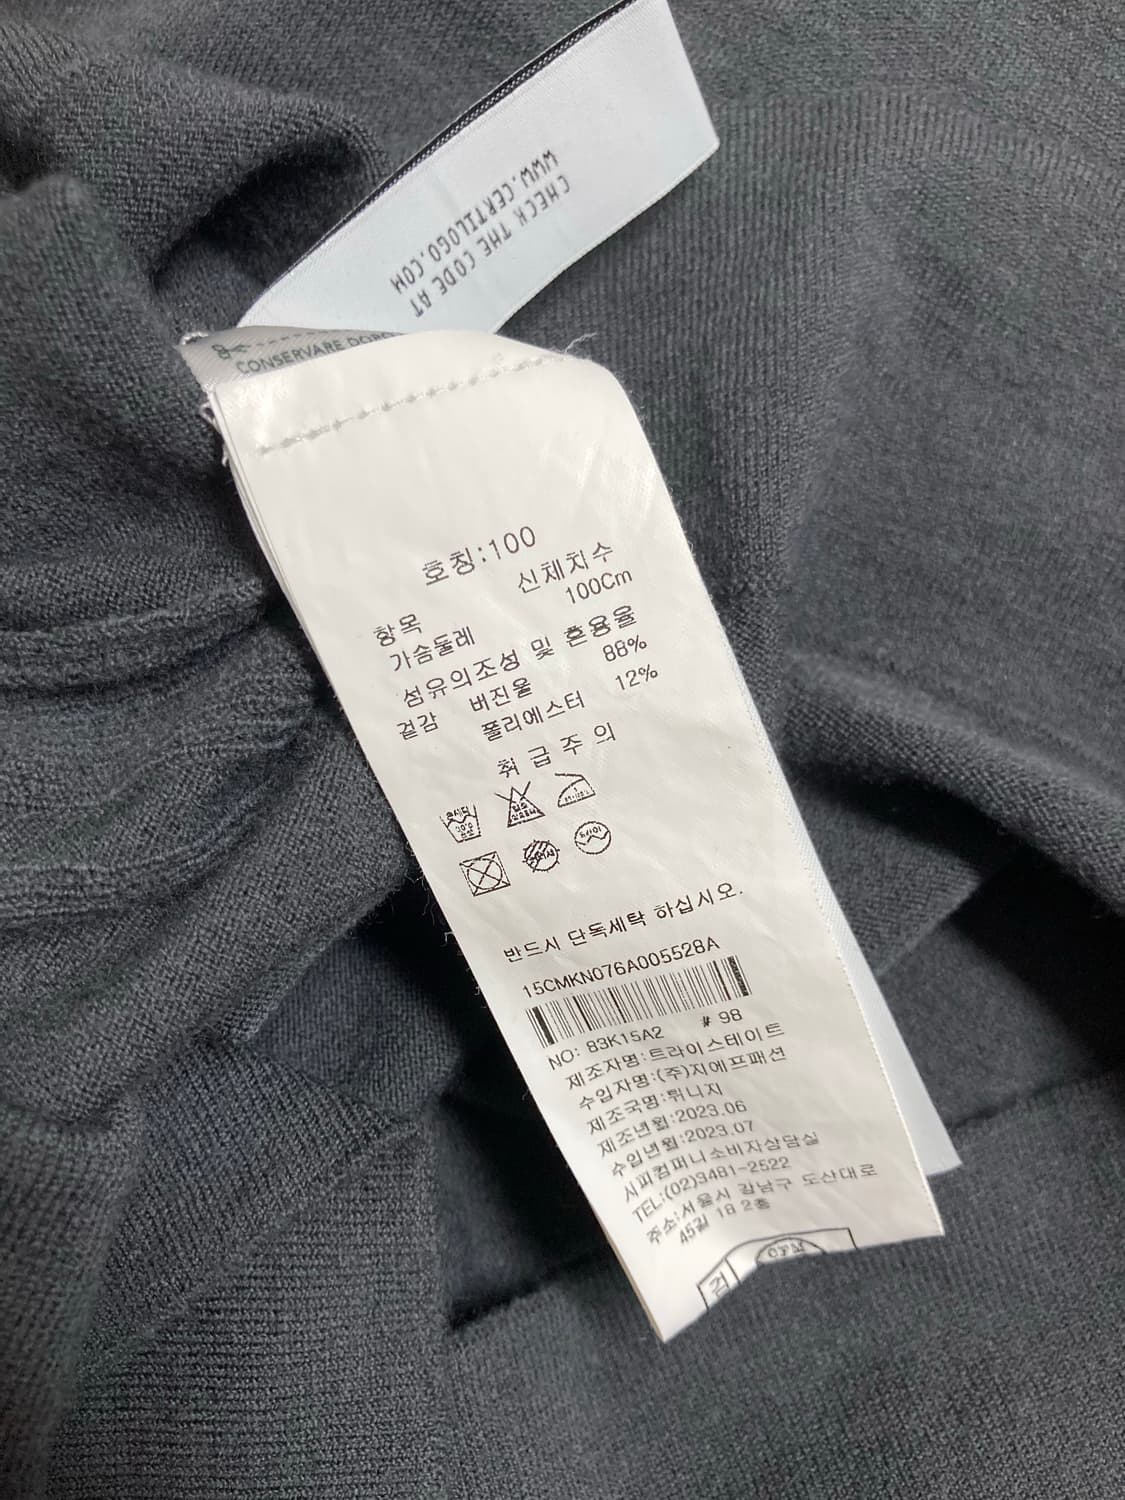 CHECK THE CODE AT
WWW.CERTILOGO.COM
CONSERVARE DOPO
호칭:100
항목 신체치수
가슴둘레 100Cm
섬유의조성 및 혼용율
겉감 버진울 88%
폴리에스터 12%
취급주의
반드시 단독세탁 하십시오.
15CMKN076A005528A
NO: 83K15A2 # 98
제조자명:트라이스테이트
수입자명:(주)지에프패션
제조국명:튀니지
제조년월:2023.06
수입년월:2023.07
시피컴퍼니소비자상담실
TEL:(02)3481-2522
주소:서울시 강남구 도산대로
45길 18 2층
검